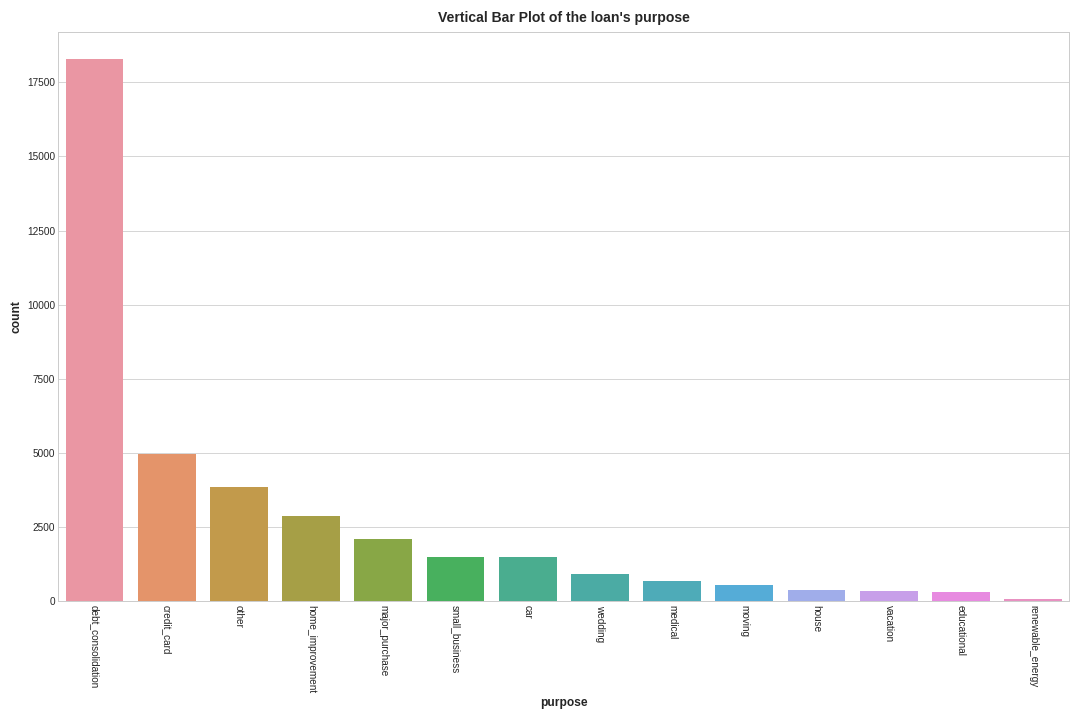 Vertical Bar Plot of the loan's purpose
count
17500
15000
12500
10000
7500
5000
2500
0
debt_consolidation
credit_card
other
home_improvement
major_purchase
small_business
car
wedding
medical
moving
house
vacation
educational
renewable_energy
purpose